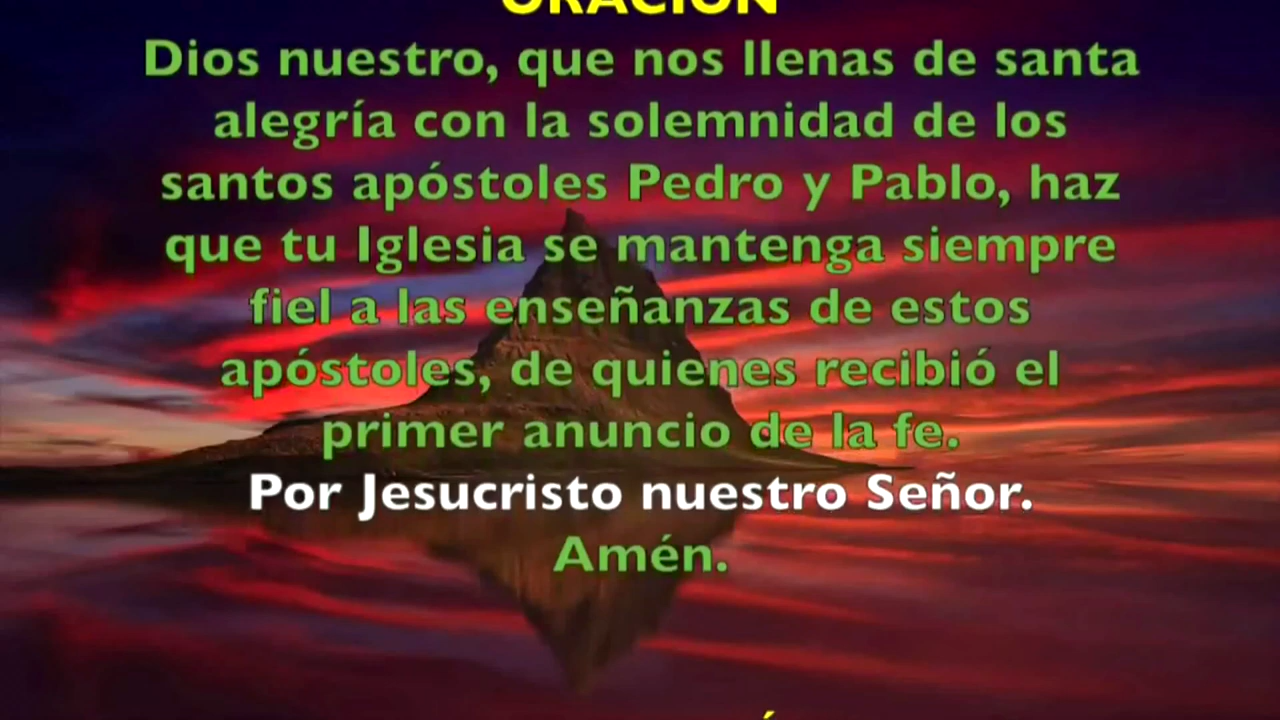 ORACIÓN
Dios nuestro, que nos llenas de santa
alegría con la solemnidad de los
santos apóstoles Pedro y Pablo, haz
que tu Iglesia se mantenga siempre
fiel a las enseñanzas de estos
apóstoles, de quienes recibió el
primer anuncio de la fe.
Por Jesucristo nuestro Señor.
Amén.